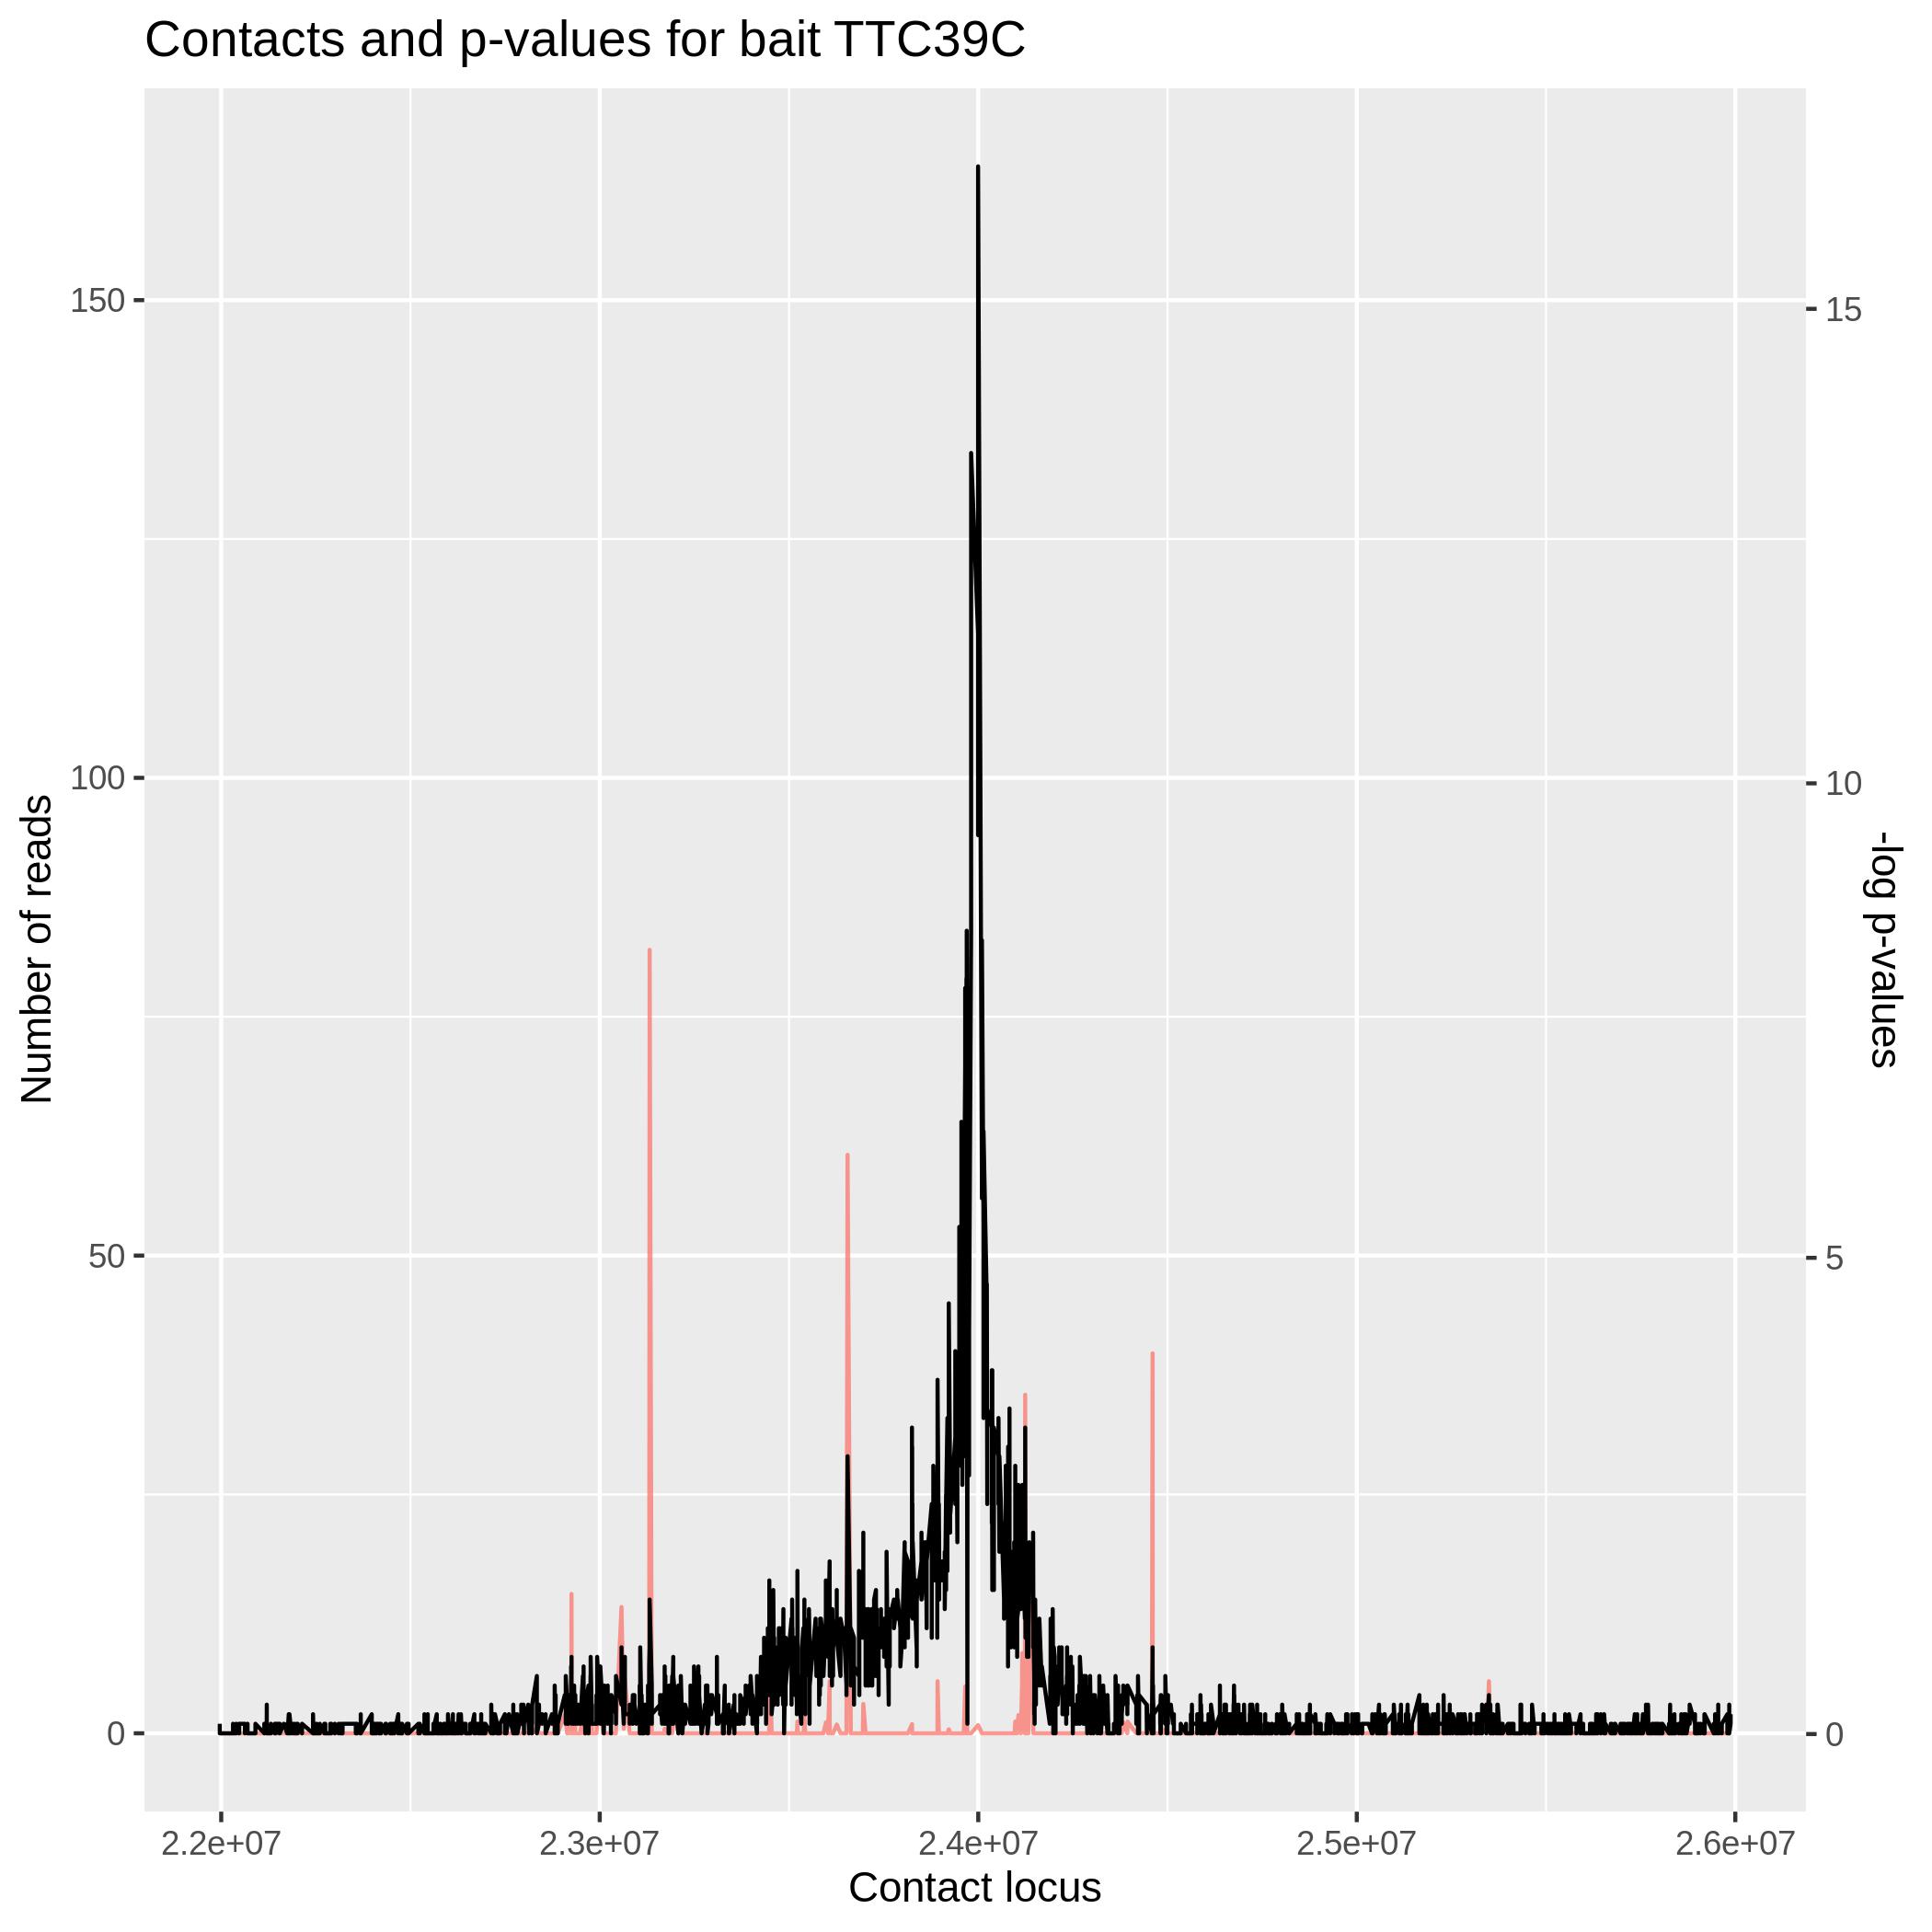 Contacts and p-values for bait TTC39C
Number of reads
150
100
50
0
15
10
5
0
-log p-values
2.2e+07
2.3e+07
2.4e+07
2.5e+07
2.6e+07
Contact locus